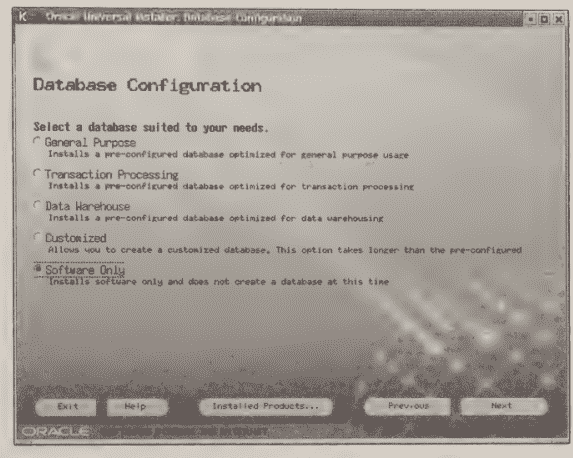 Oracle Universal Installer: Database Configuration
Database Configuration
Select a database suited to your needs.
General Purpose
Installs a pre-configured database optimized for general purpose usage
Transaction Processing
Installs a pre-configured database optimized for transaction processing
Data Warehouse
Installs a pre-configured database optimized for data warehousing
Customized
Allows you to create a customized database. This option takes longer than the pre-configured
Software Only
Installs software only and does not create a database at this time
Exit Help Installed Products... Previous Next
ORACLE